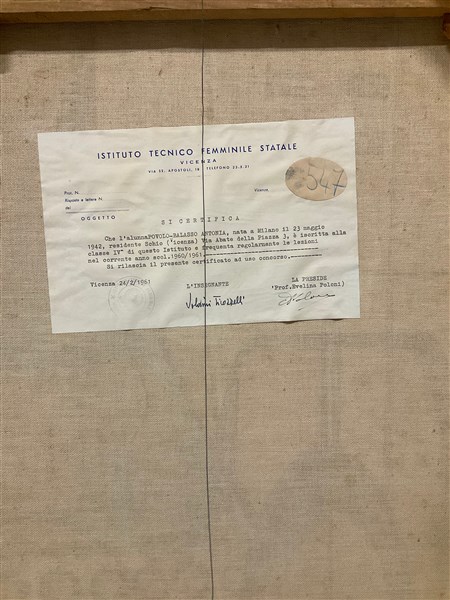 ISTITUTO TECNICO FEMMINILE STATALE
VICENZA
VIA SS. APOSTOLI, 18 - TELEFONO 23.5.21
Prot. N.
Risposta a lettera N.
del
Vicenza,
547
OGGETTO
SI CERTIFICA
Che l'alunna POVOLO-BALASSO ANTONIA, nata a Milano il 23 maggio
1942, residente Schio (Vicenza) Via Abate della Piazza 3, è iscritta alla
classe IV^ di questo Istituto e frequenta regolarmente le lezioni
nel corrente anno scol. 1960/1961.
Si rilascia il presente certificato ad uso concorso.
Vicenza 24/2/1961
L'INSEGNANTE
LA PRESIDE
(Prof. Evelina Poloni)